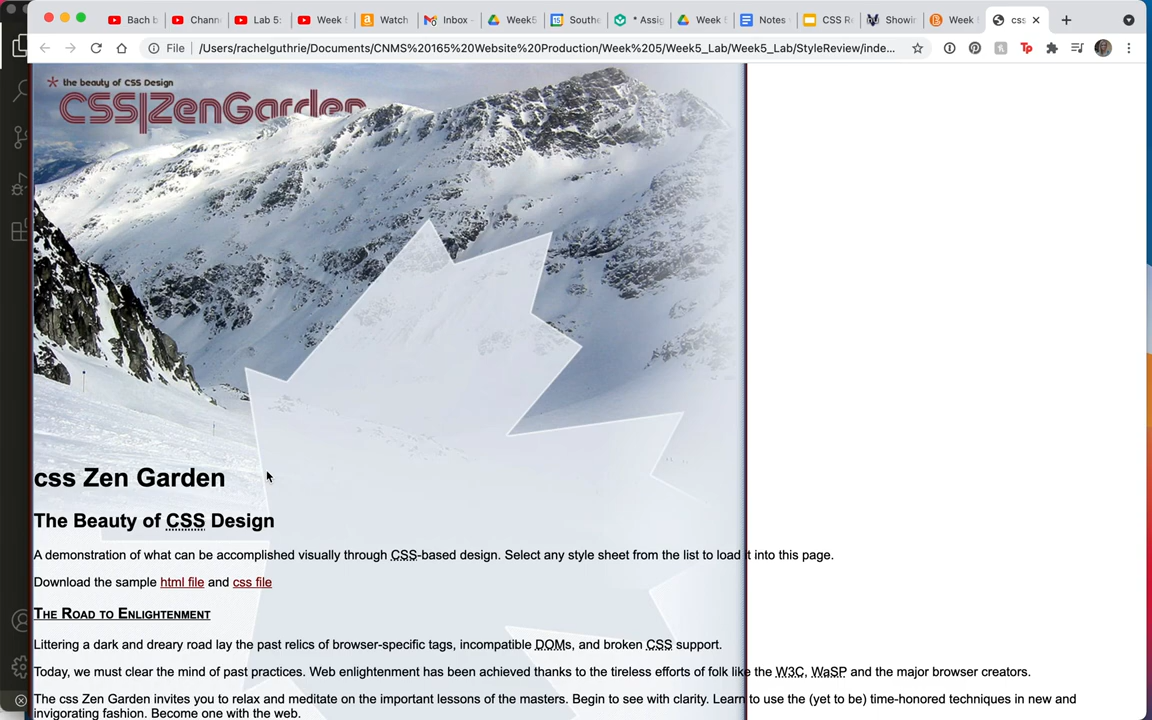 Bach b
Chann
Lab 5:
Week
Watch
Inbox -
Week5
Southe
* Assig
Week
Notes
CSS R
Showin
Week
css
File
/Users/rachelguthrie/Documents/CNMS%20165%20Website%20Production/Week%205/Week5_Lab/Week5_Lab/StyleReview/inde...
the beauty of CSS Design
CSS|ZenGarden
css Zen Garden
The Beauty of CSS Design
A demonstration of what can be accomplished visually through CSS-based design. Select any style sheet from the list to load it into this page.
Download the sample html file and css file
The Road to Enlightenment
Littering a dark and dreary road lay the past relics of browser-specific tags, incompatible DOMs, and broken CSS support.
Today, we must clear the mind of past practices. Web enlightenment has been achieved thanks to the tireless efforts of folk like the W3C, WaSP and the major browser creators.
The css Zen Garden invites you to relax and meditate on the important lessons of the masters. Begin to see with clarity. Learn to use the (yet to be) time-honored techniques in new and
invigorating fashion. Become one with the web.